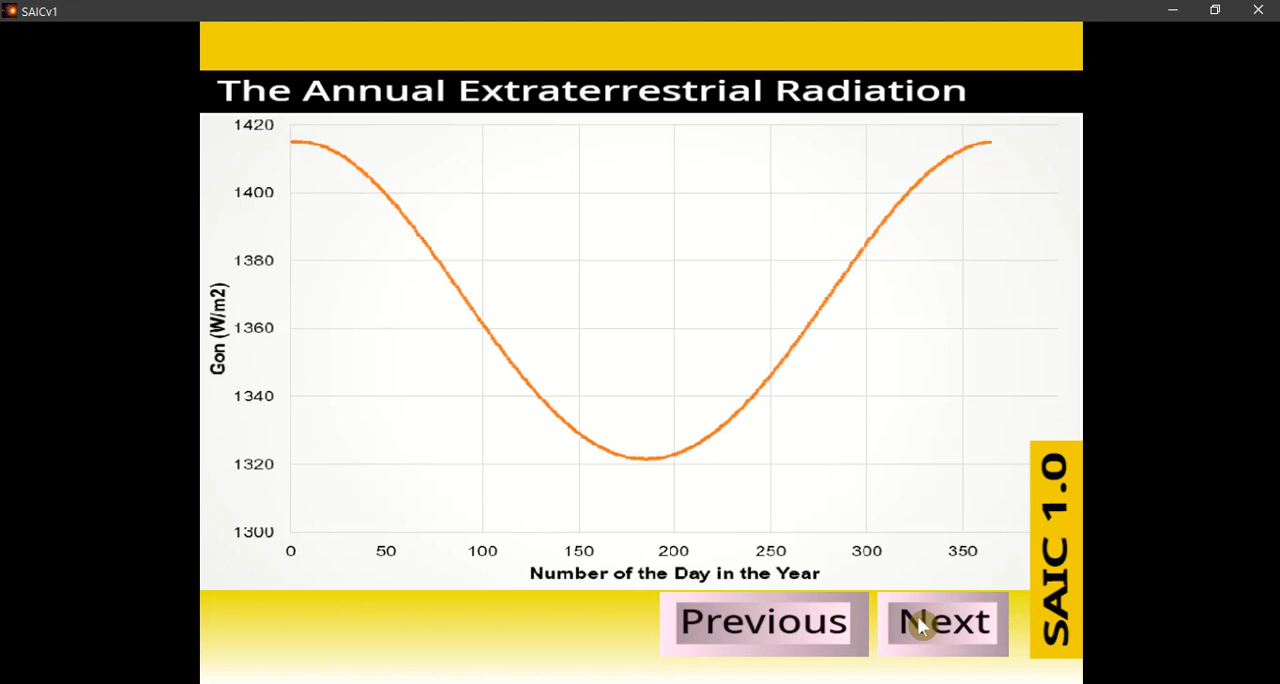 SAICv1
The Annual Extraterrestrial Radiation
1420
1400
1380
1360
1340
1320
1300
Gon (W/m2)
0 50 100 150 200 250 300 350
Number of the Day in the Year
SAIC 1.0
Previous Next